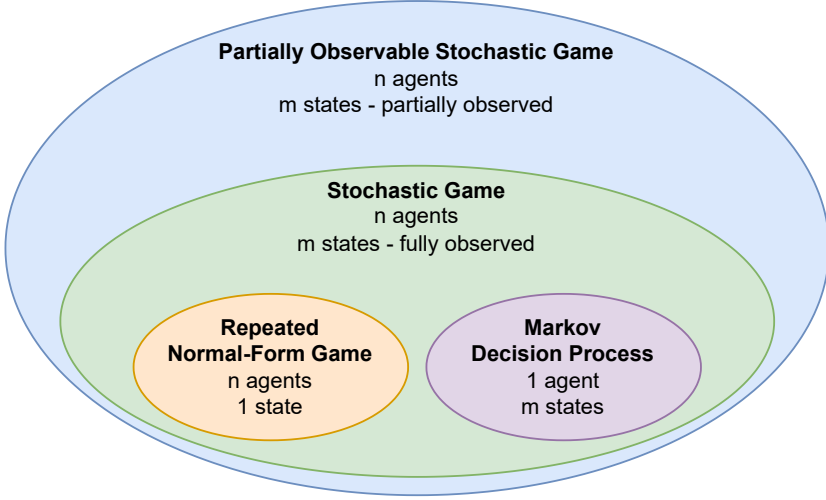 Partially Observable Stochastic Game
n agents
m states - partially observed
Stochastic Game
n agents
m states - fully observed
Repeated
Normal-Form Game
n agents
1 state
Markov
Decision Process
1 agent
m states